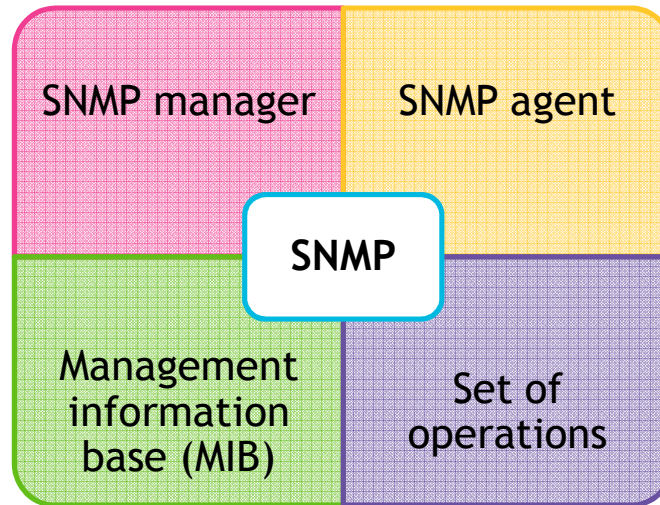 SNMP manager
SNMP agent
SNMP
Management
information
base (MIB)
Set of
operations